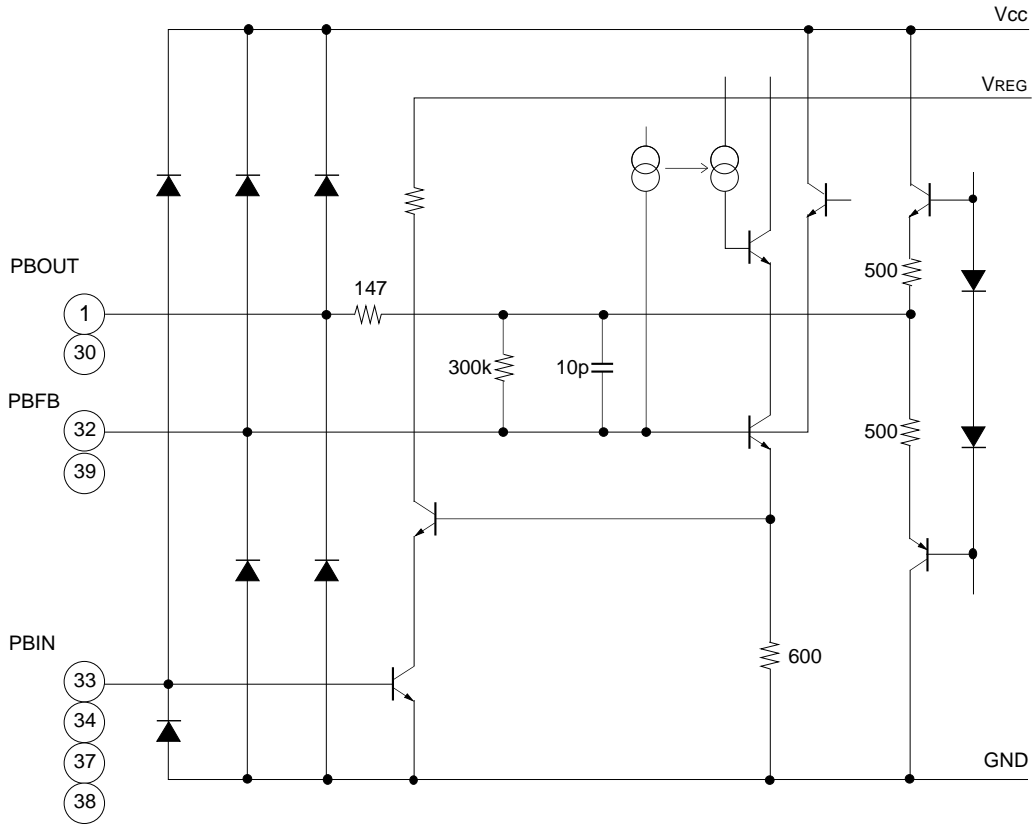 Vcc
VREG
PBOUT
1
30
147
500
300k
10p
PBFB
32
39
500
PBIN
33
34
37
38
600
GND